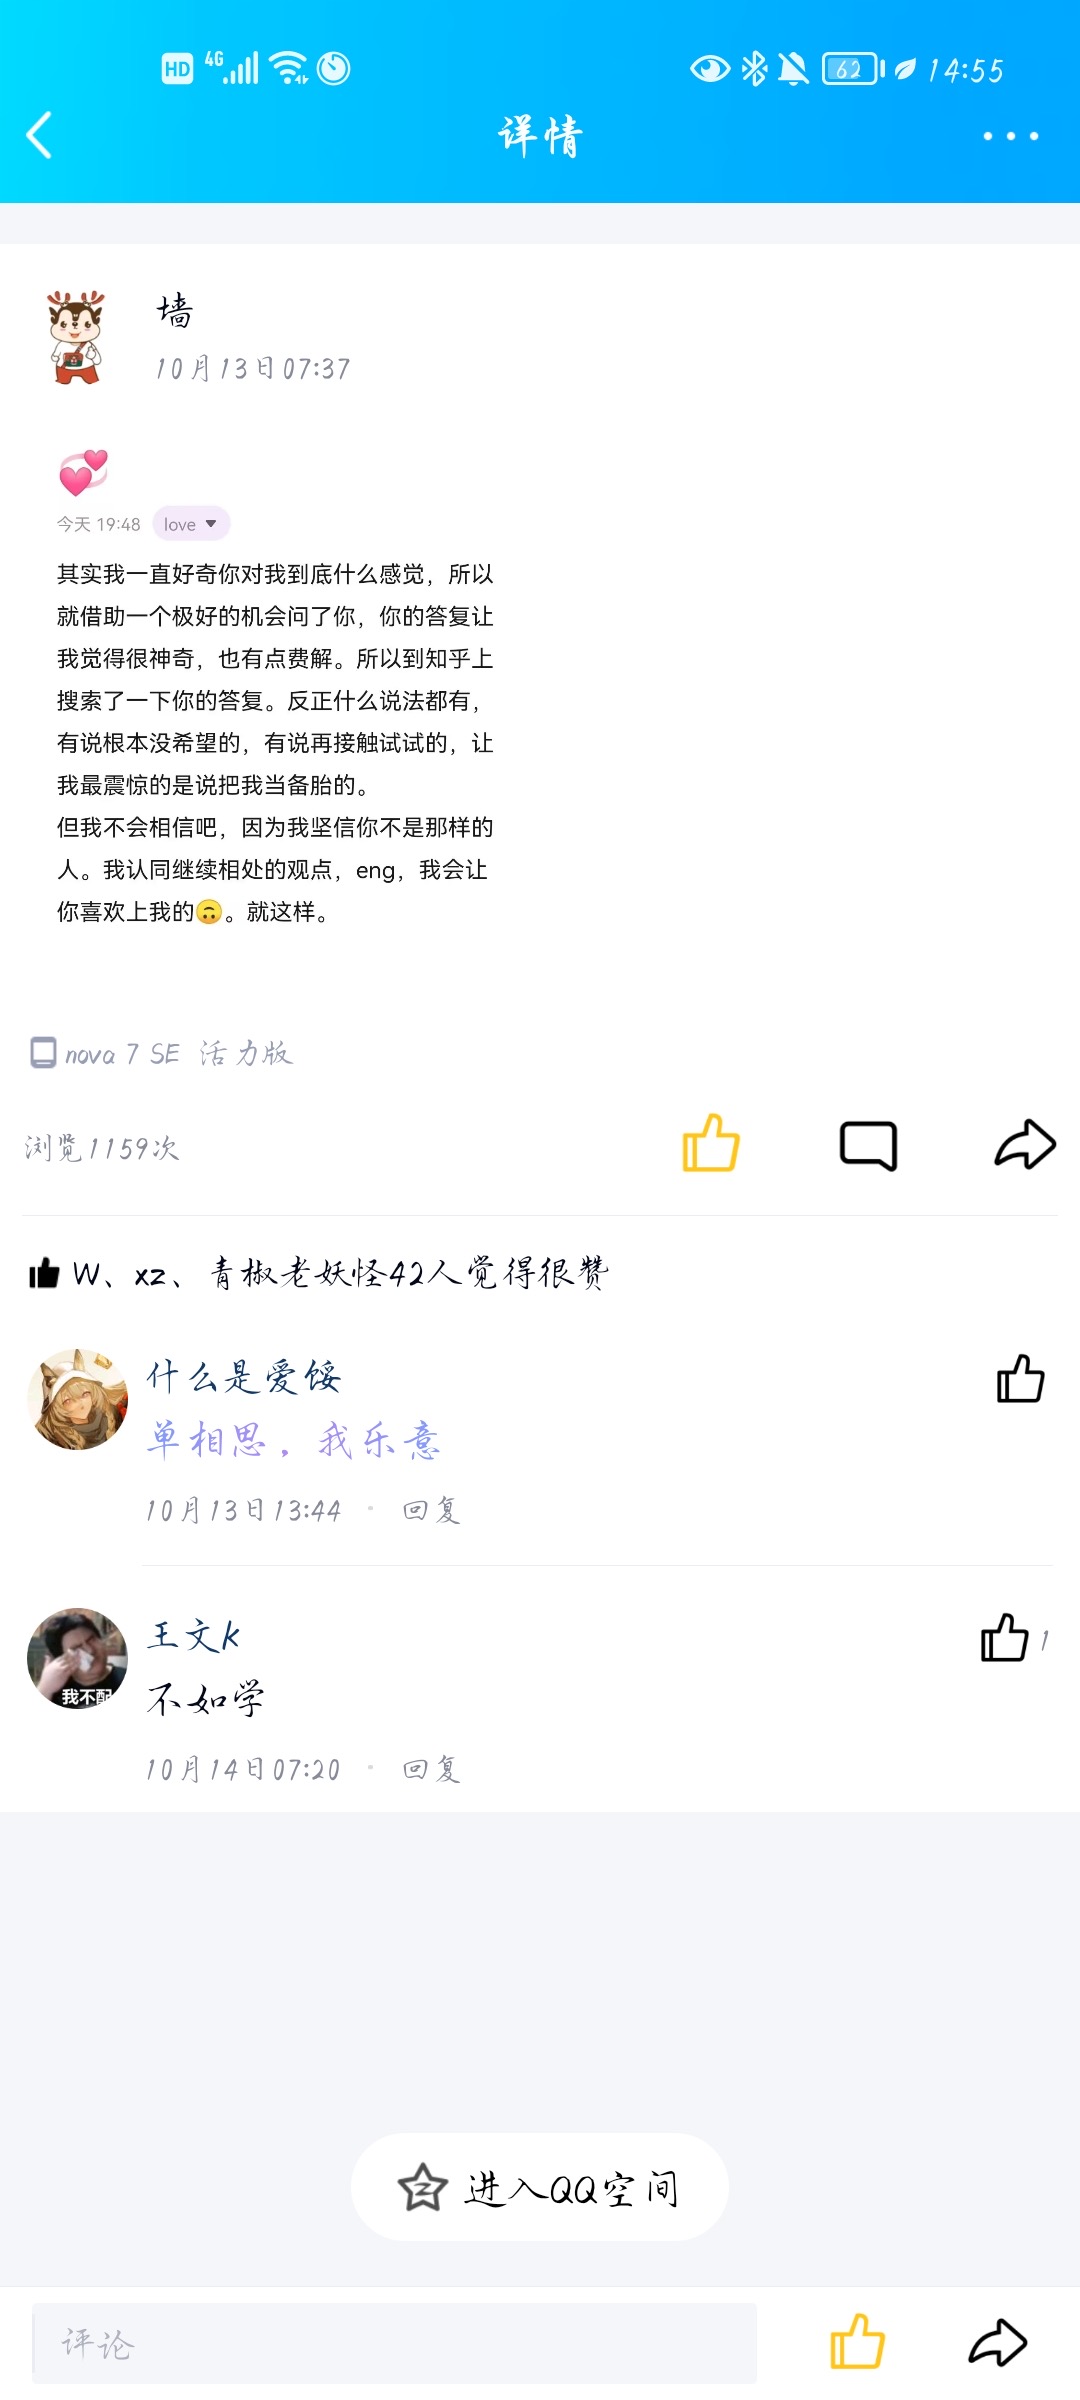 HD 4G 62 14:55
详情
墙
10月13日07:37
今天 19:48 love
其实我一直好奇你对我到底什么感觉，所以
就借助一个极好的机会问了你，你的答复让
我觉得很神奇，也有点费解。所以到知乎上
搜索了一下你的答复。反正什么说法都有，
有说根本没希望的，有说再接触试试的，让
我最震惊的是说把我当备胎的。
但我不会相信吧，因为我坚信你不是那样的
人。我认同继续相处的观点，eng，我会让
你喜欢上我的🙃。就这样。
nova 7 SE 活力版
浏览1159次
W、xz、青椒老妖怪42人觉得很赞
什么是爱馁
单相思，我乐意
10月13日13:44 · 回复
王文k
1
我不配
不如学
10月14日07:20 · 回复
进入QQ空间
评论